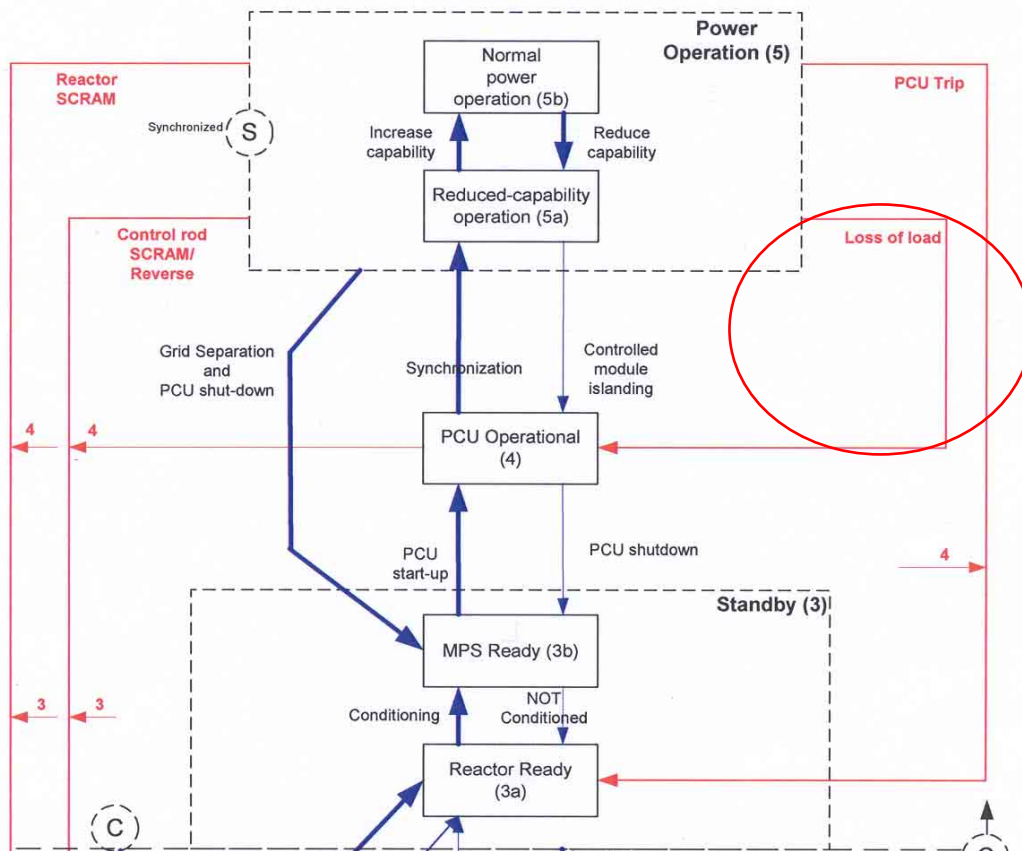 Power
Operation (5)
Normal
power
operation (5b)
Reactor
SCRAM
PCU Trip
Synchronized
S
Increase
capability
Reduce
capability
Reduced-capability
operation (5a)
Control rod
SCRAM/
Reverse
Loss of load
Grid Separation
and
PCU shut-down
Synchronization
Controlled
module
islanding
4
4
PCU Operational
(4)
PCU
start-up
PCU shutdown
4
Standby (3)
MPS Ready (3b)
3
3
Conditioning
NOT
Conditioned
Reactor Ready
(3a)
C